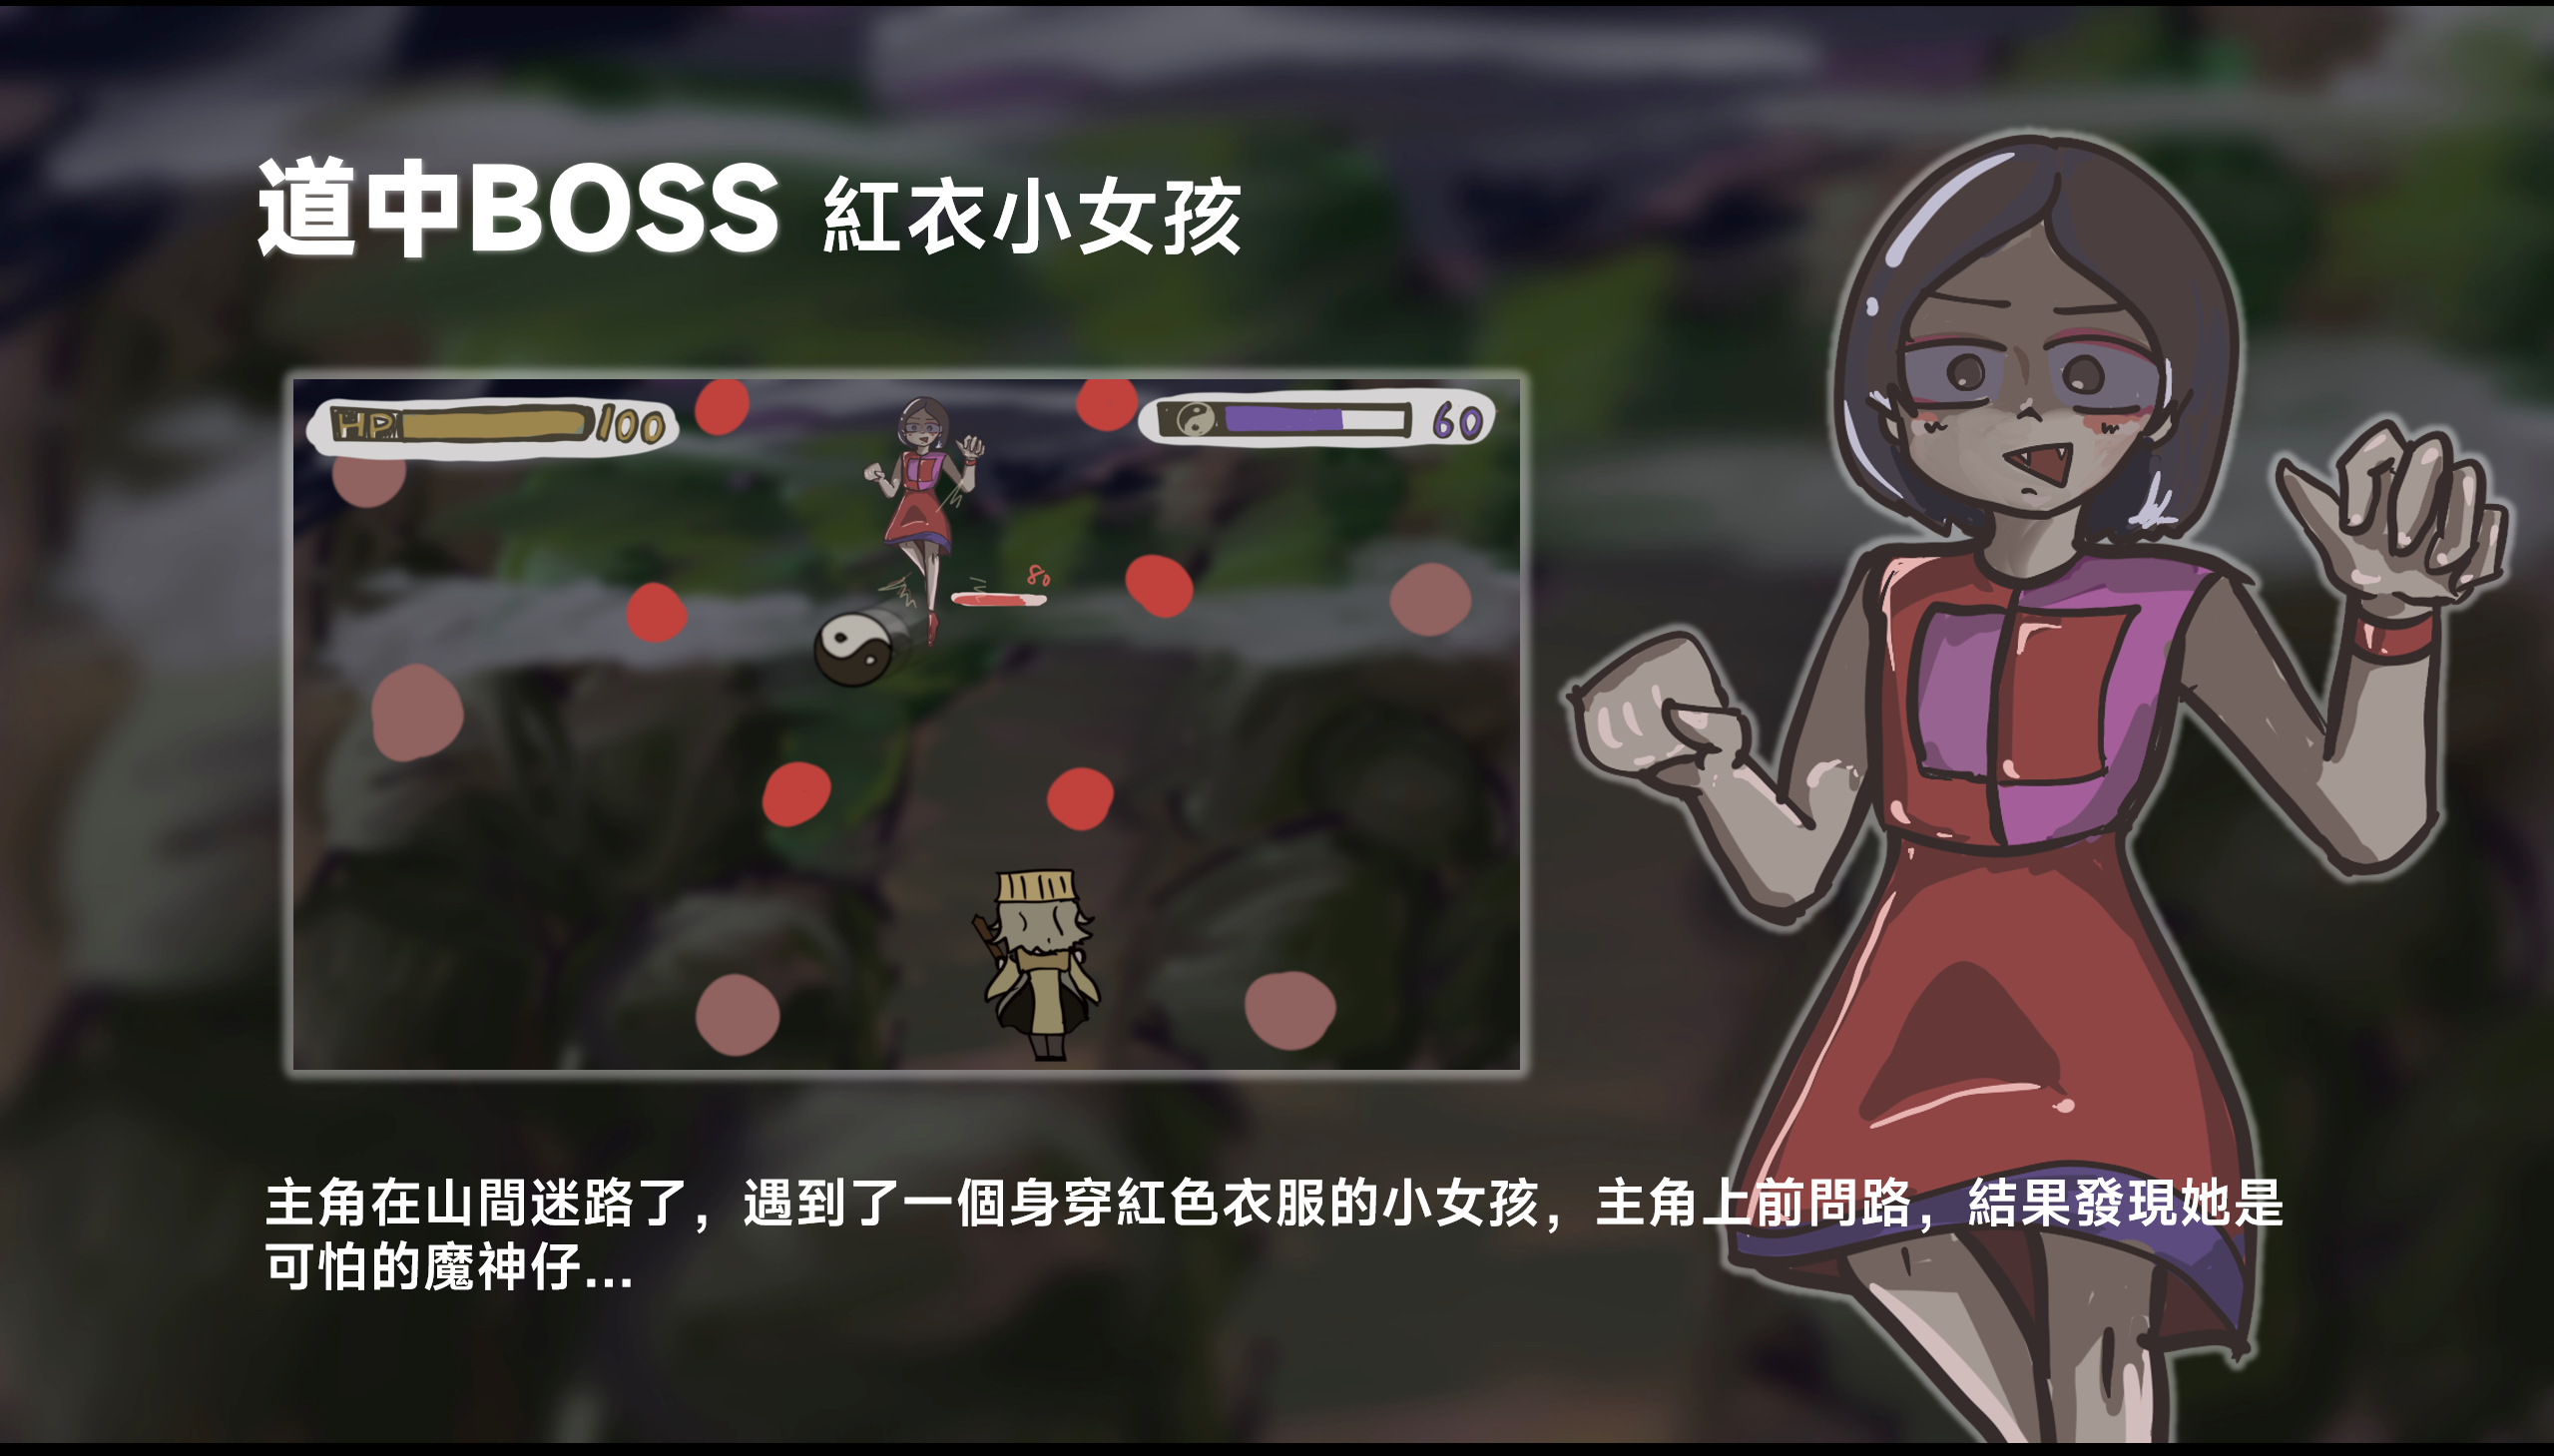 道中BOSS 紅衣小女孩
HP 100
60
80
主角在山間迷路了，遇到了一個身穿紅色衣服的小女孩，主角上前問路，結果發現她是
可怕的魔神仔...